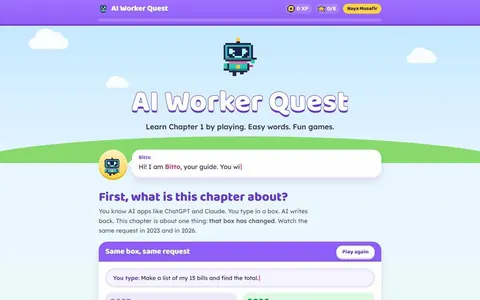 AI Worker Quest
0 XP
0/8
Naya Musafir
AI Worker Quest
Learn Chapter 1 by playing. Easy words. Fun games.
Bitto
Hi! I am Bitto, your guide. You wi
First, what is this chapter about?
You know AI apps like ChatGPT and Claude. You type in a box. AI writes
back. This chapter is about one thing: that box has changed. Watch the
same request in 2023 and in 2026.
Same box, same request
Play again
You type: Make a list of my 15 bills and find the total.